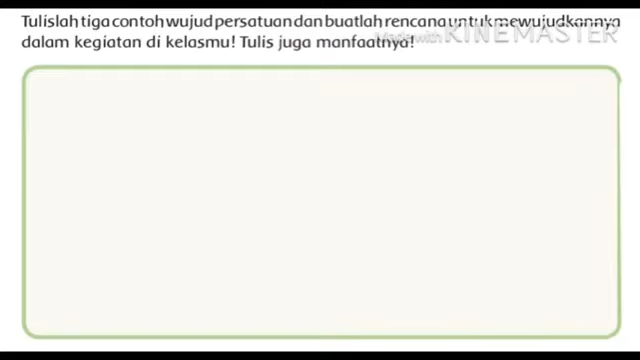 Tulislah tiga contoh wujud persatuan dan buatlah rencana untuk mewujudkannya
dalam kegiatan di kelasmu! Tulis juga manfaatnya!
Made with KINEMASTER